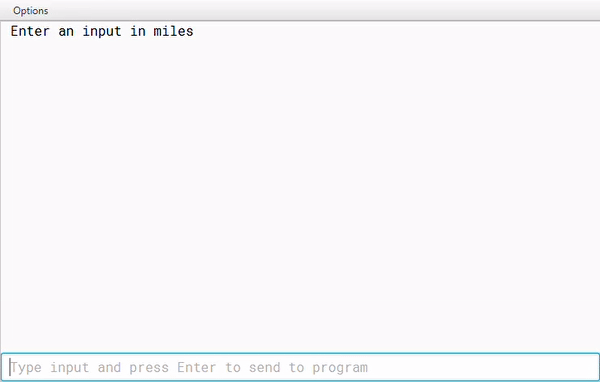 Options
Enter an input in miles
Type input and press Enter to send to program